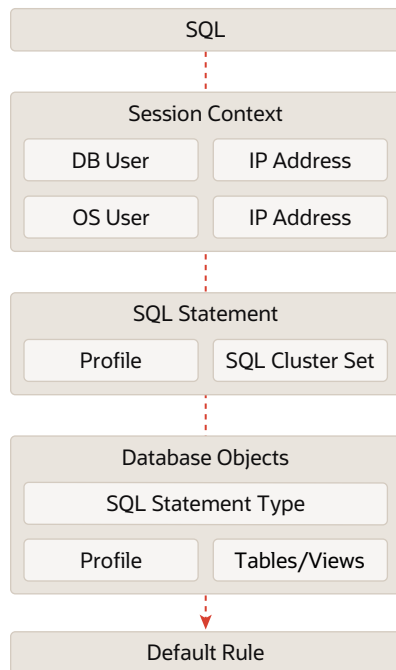 SQL
Session Context
DB User IP Address
OS User IP Address
SQL Statement
Profile SQL Cluster Set
Database Objects
SQL Statement Type
Profile Tables/Views
Default Rule